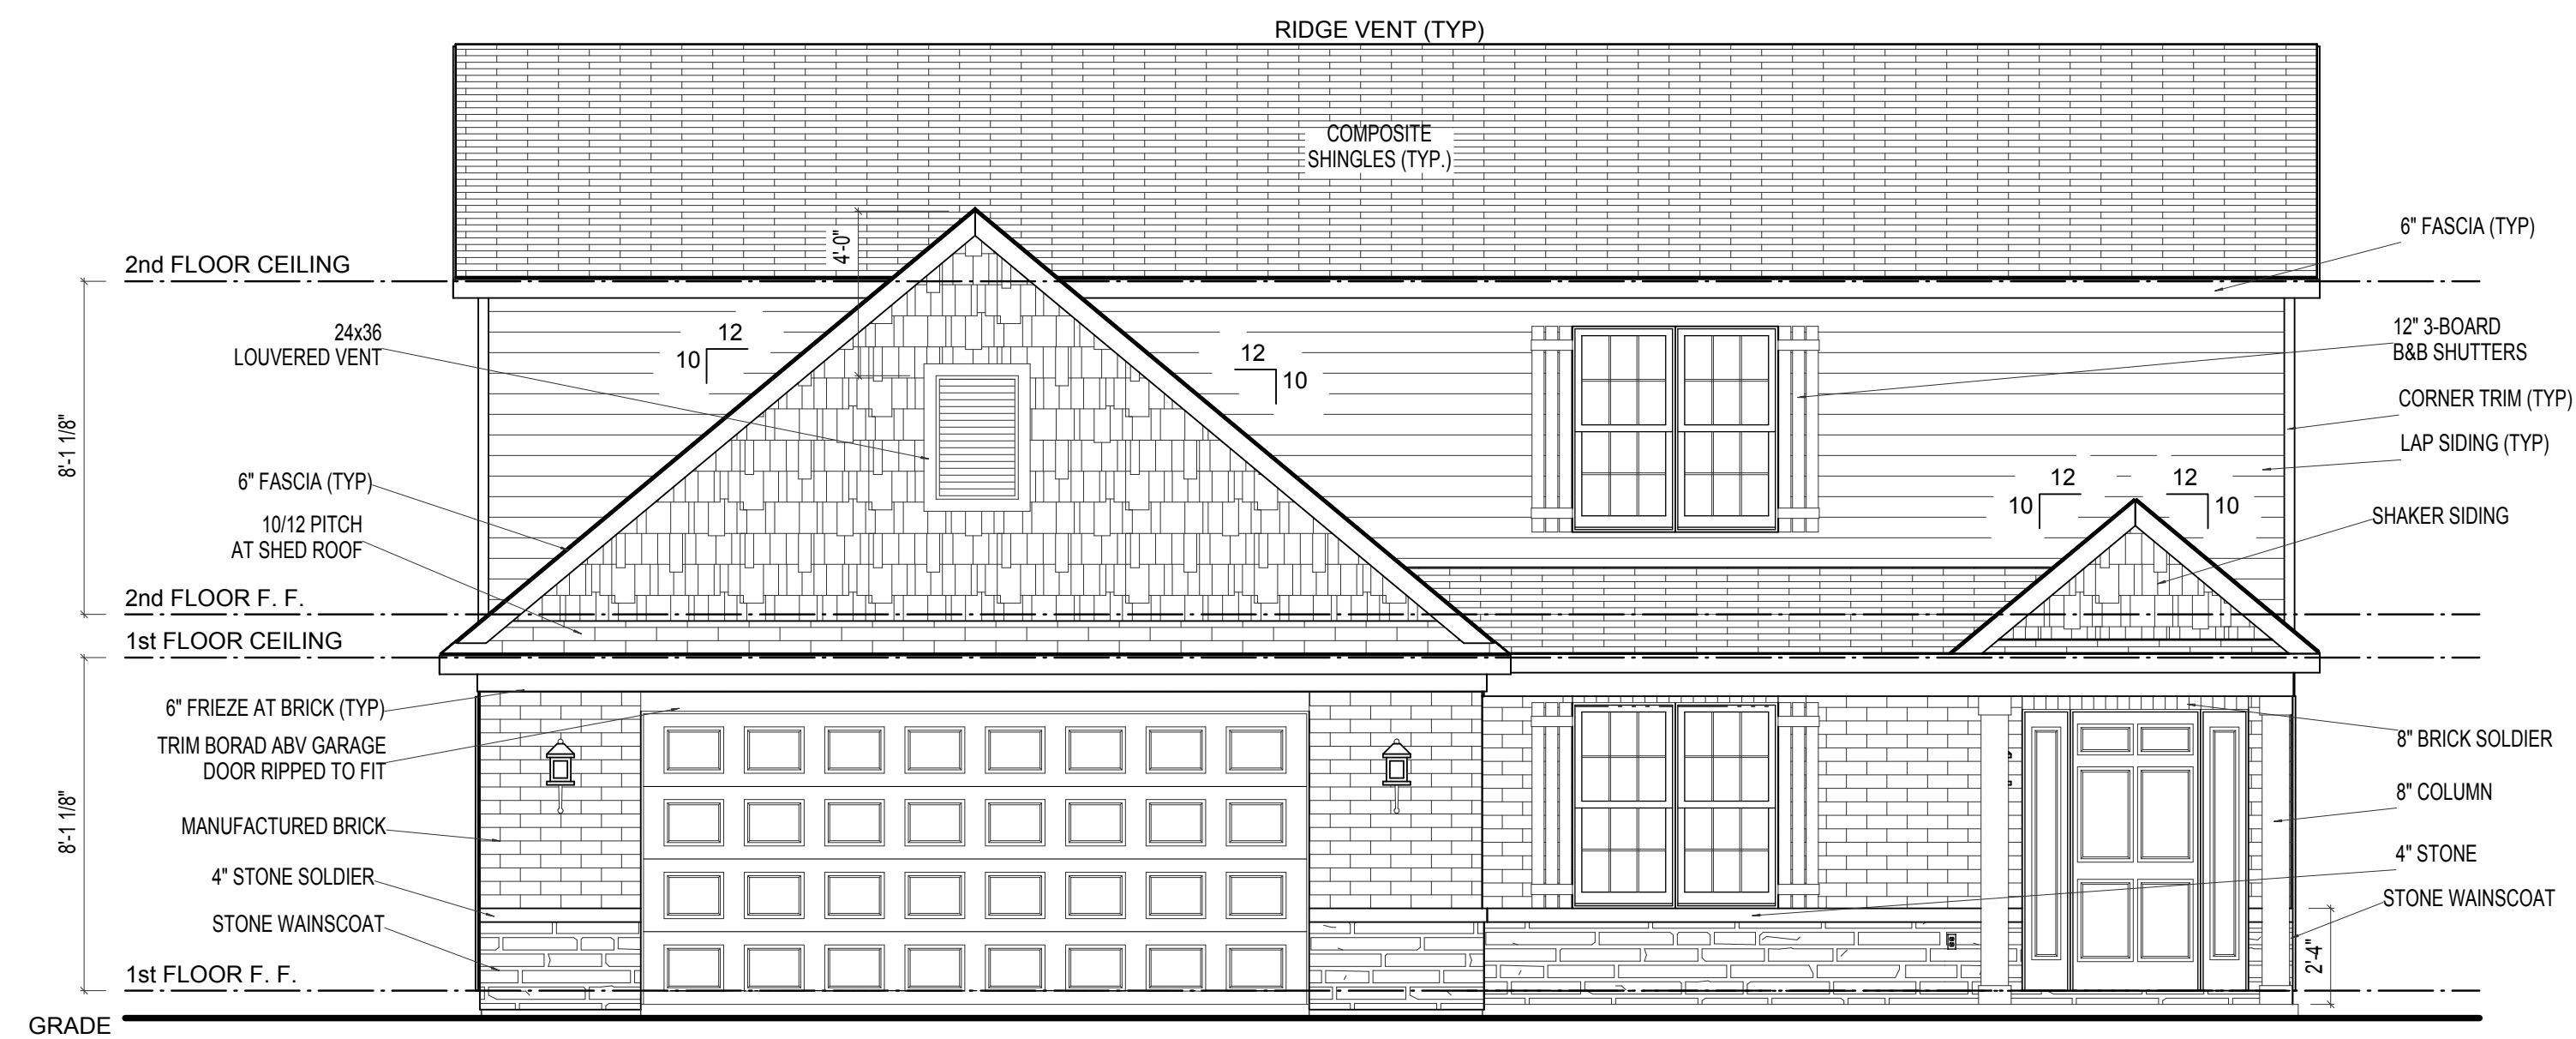 RIDGE VENT (TYP)
COMPOSITE
SHINGLES (TYP.)
4'-0"
6" FASCIA (TYP)
2nd FLOOR CEILING
24x36
LOUVERED VENT
12
10
12
10
12" 3-BOARD
B&B SHUTTERS
CORNER TRIM (TYP)
8'-1 1/8"
LAP SIDING (TYP)
6" FASCIA (TYP)
12
10
12
10
10/12 PITCH
AT SHED ROOF
SHAKER SIDING
2nd FLOOR F. F.
1st FLOOR CEILING
6" FRIEZE AT BRICK (TYP)
TRIM BORAD ABV GARAGE
DOOR RIPPED TO FIT
8" BRICK SOLDIER
8'-1 1/8"
8" COLUMN
MANUFACTURED BRICK
4" STONE
4" STONE SOLDIER
STONE WAINSCOAT
STONE WAINSCOAT
2'-4"
1st FLOOR F. F.
GRADE